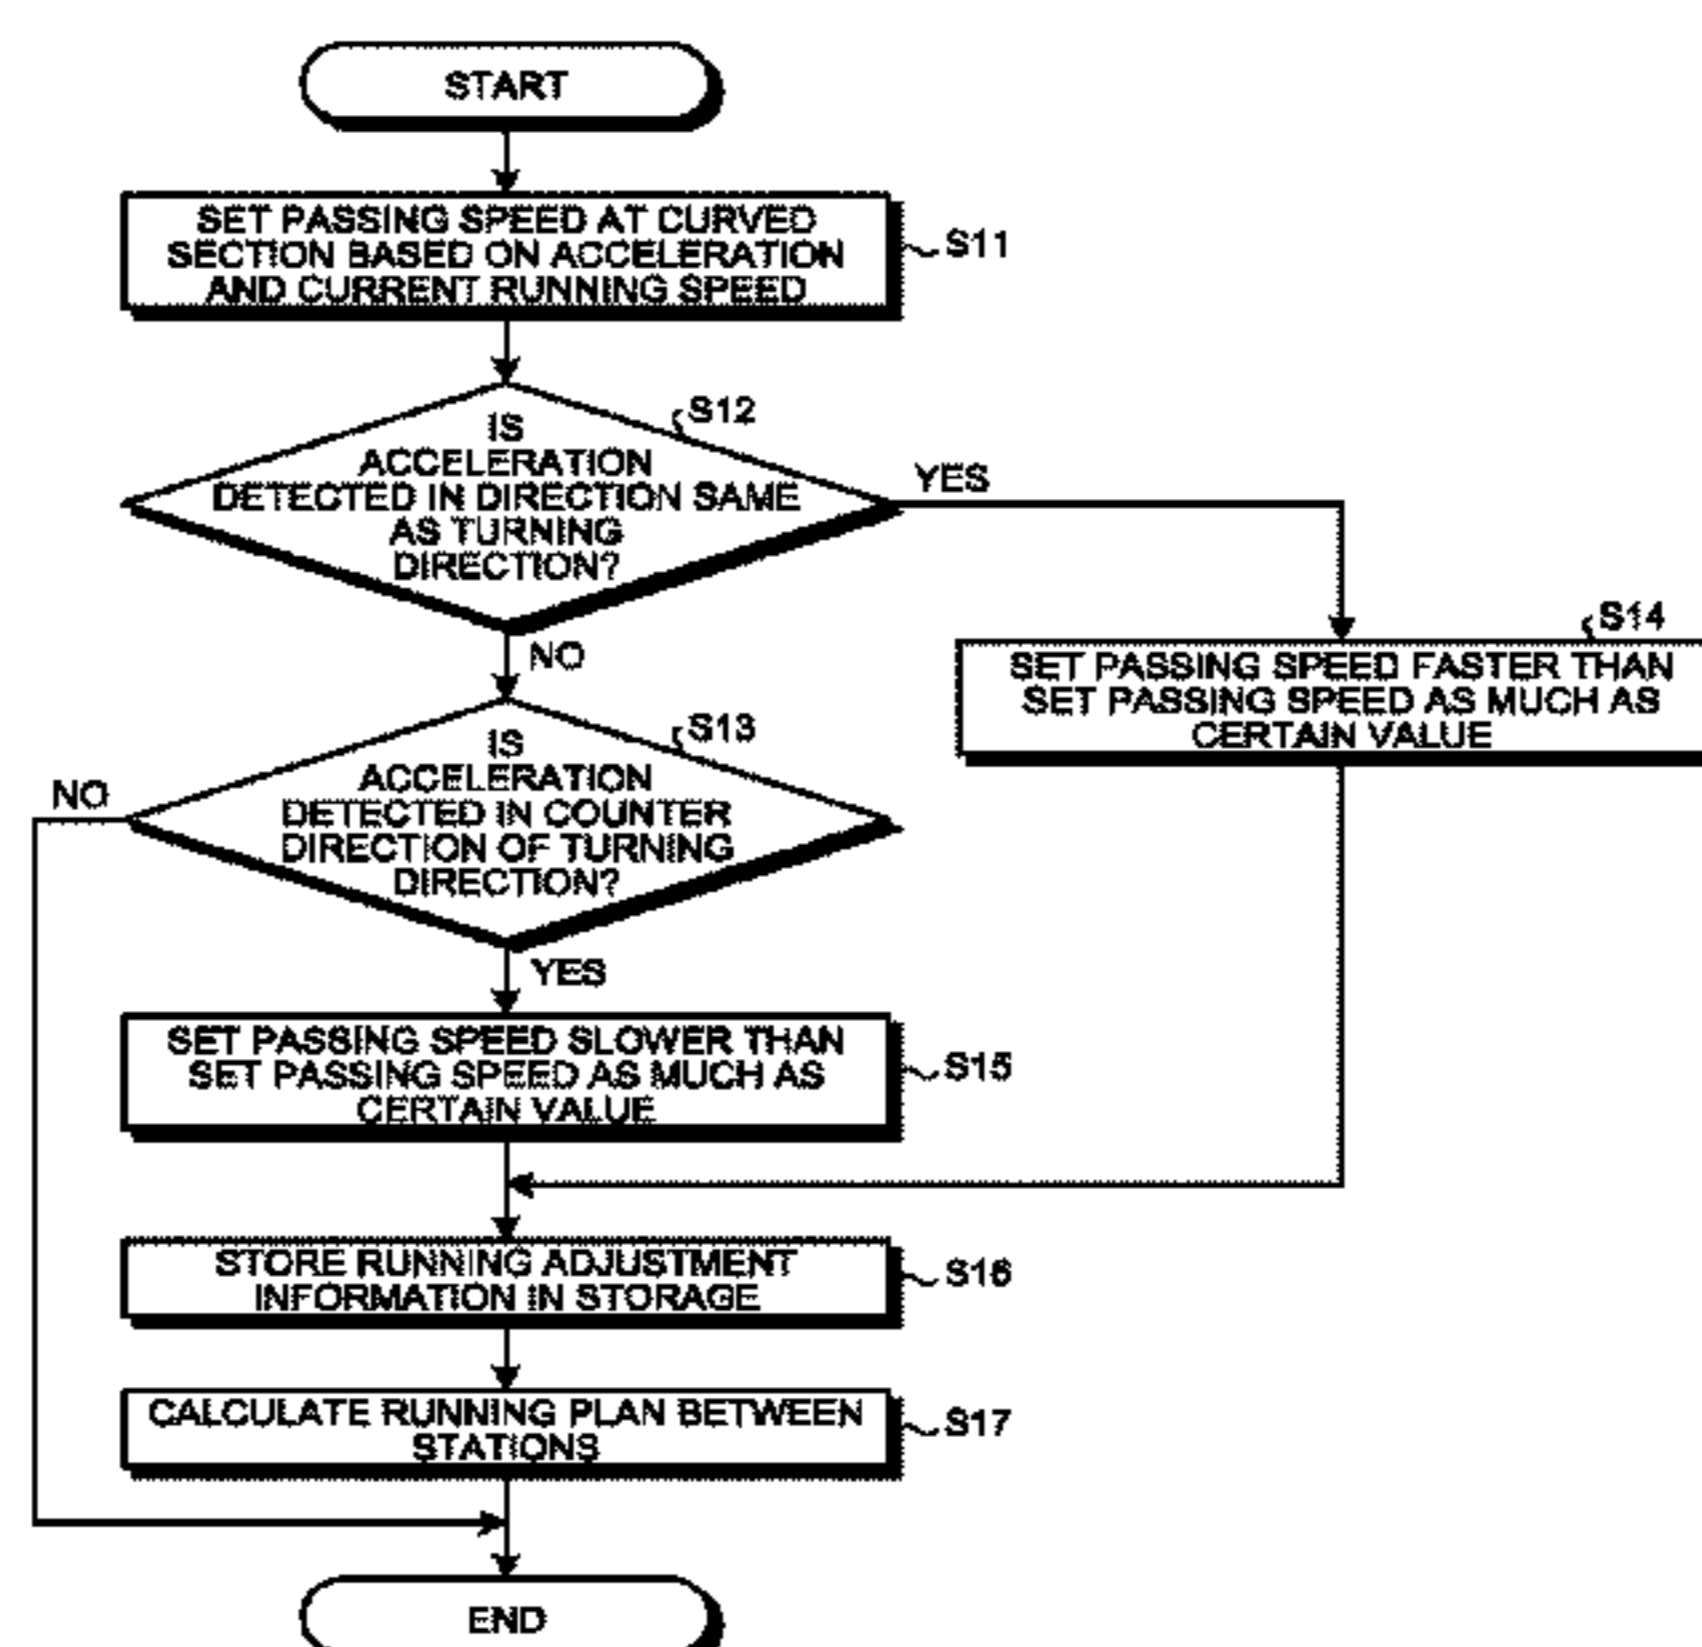 START
SET PASSING SPEED AT CURVED
SECTION BASED ON ACCELERATION
AND CURRENT RUNNING SPEED
S11
S12
IS
ACCELERATION
DETECTED IN DIRECTION SAME
AS TURNING
DIRECTION?
YES
NO
S14
SET PASSING SPEED FASTER THAN
SET PASSING SPEED AS MUCH AS
CERTAIN VALUE
S13
IS
ACCELERATION
DETECTED IN COUNTER
DIRECTION OF TURNING
DIRECTION?
NO
YES
SET PASSING SPEED SLOWER THAN
SET PASSING SPEED AS MUCH AS
CERTAIN VALUE
S15
STORE RUNNING ADJUSTMENT
INFORMATION IN STORAGE
S16
CALCULATE RUNNING PLAN BETWEEN
STATIONS
S17
END